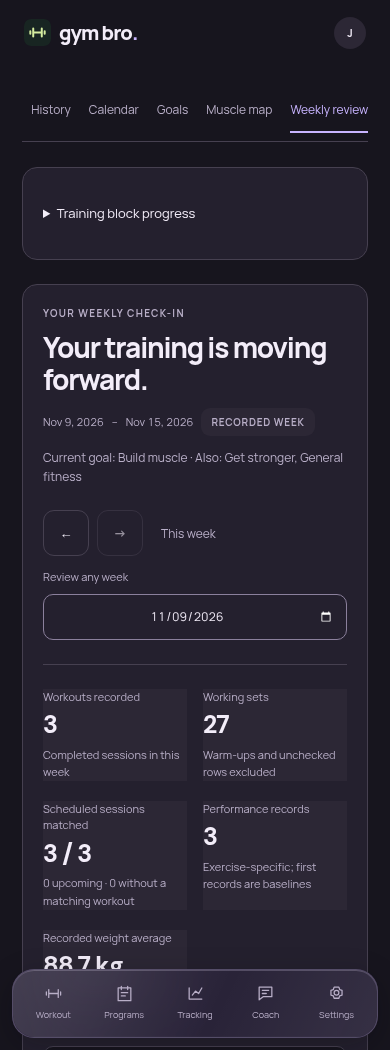 gym bro.
J
History Calendar Goals Muscle map Weekly review
▶ Training block progress
YOUR WEEKLY CHECK-IN
Your training is moving
forward.
Nov 9, 2026 – Nov 15, 2026 RECORDED WEEK
Current goal: Build muscle · Also: Get stronger, General
fitness
← → This week
Review any week
11/09/2026
Workouts recorded
3
Completed sessions in this
week
Working sets
27
Warm-ups and unchecked
rows excluded
Scheduled sessions
matched
3 / 3
0 upcoming · 0 without a
matching workout
Performance records
3
Exercise-specific; first
records are baselines
Recorded weight average
88.7 kg
Workout Programs Tracking Coach Settings